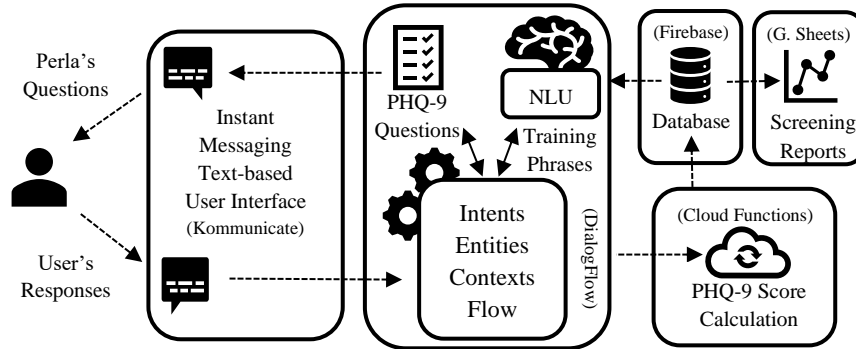 Perla's
Questions
User's
Responses
Instant
Messaging
Text-based
User Interface
(Kommunicate)
PHQ-9
Questions
NLU
Training
Phrases
Intents
Entities
Contexts
Flow
(DialogFlow)
(Firebase)
Database
(G. Sheets)
Screening
Reports
(Cloud Functions)
PHQ-9 Score
Calculation